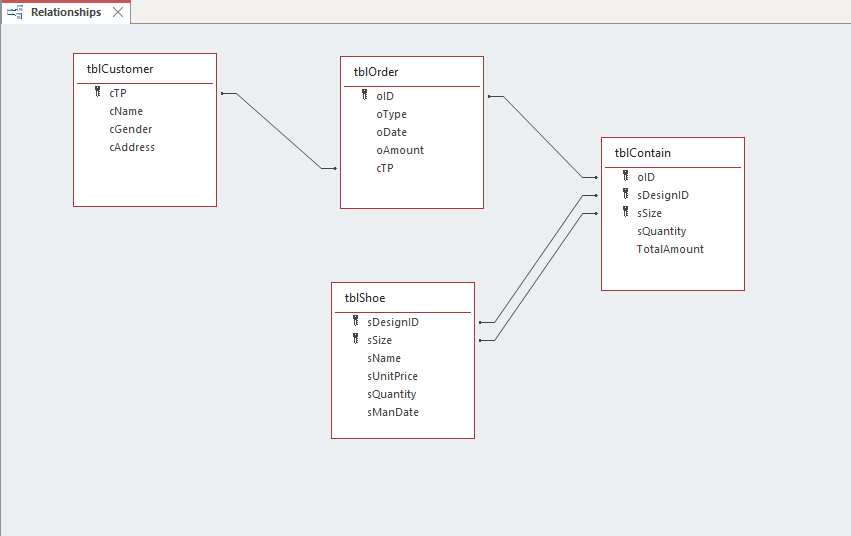 Relationships
tblCustomer
cTP
cName
cGender
cAddress
tblOrder
oID
oType
oDate
oAmount
cTP
tblContain
oID
sDesignID
sSize
sQuantity
TotalAmount
tblShoe
sDesignID
sSize
sName
sUnitPrice
sQuantity
sManDate